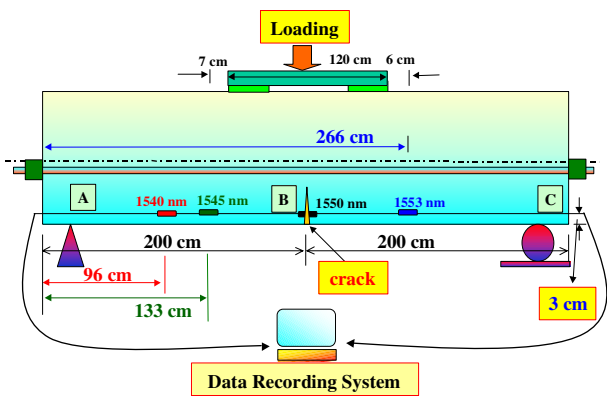 Loading
7 cm
120 cm
6 cm
266 cm
A
1540 nm
1545 nm
B
1550 nm
1553 nm
C
200 cm
200 cm
96 cm
crack
133 cm
3 cm
Data Recording System